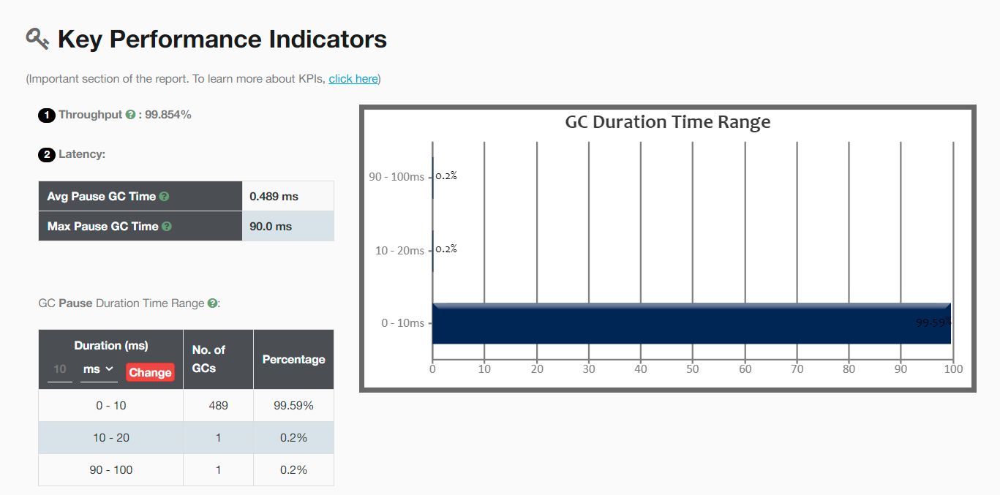 Key Performance Indicators
(Important section of the report. To learn more about KPIs, click here)
1 Throughput ? : 99.854%
2 Latency:
Avg Pause GC Time ? 0.489 ms
Max Pause GC Time ? 90.0 ms
GC Pause Duration Time Range ?:
Duration (ms) No. of GCs Percentage
10 ms Change
0 - 10 489 99.59%
10 - 20 1 0.2%
90 - 100 1 0.2%
GC Duration Time Range
90 - 100ms 0.2%
10 - 20ms 0.2%
0 - 10ms 99.59%
0 10 20 30 40 50 60 70 80 90 100